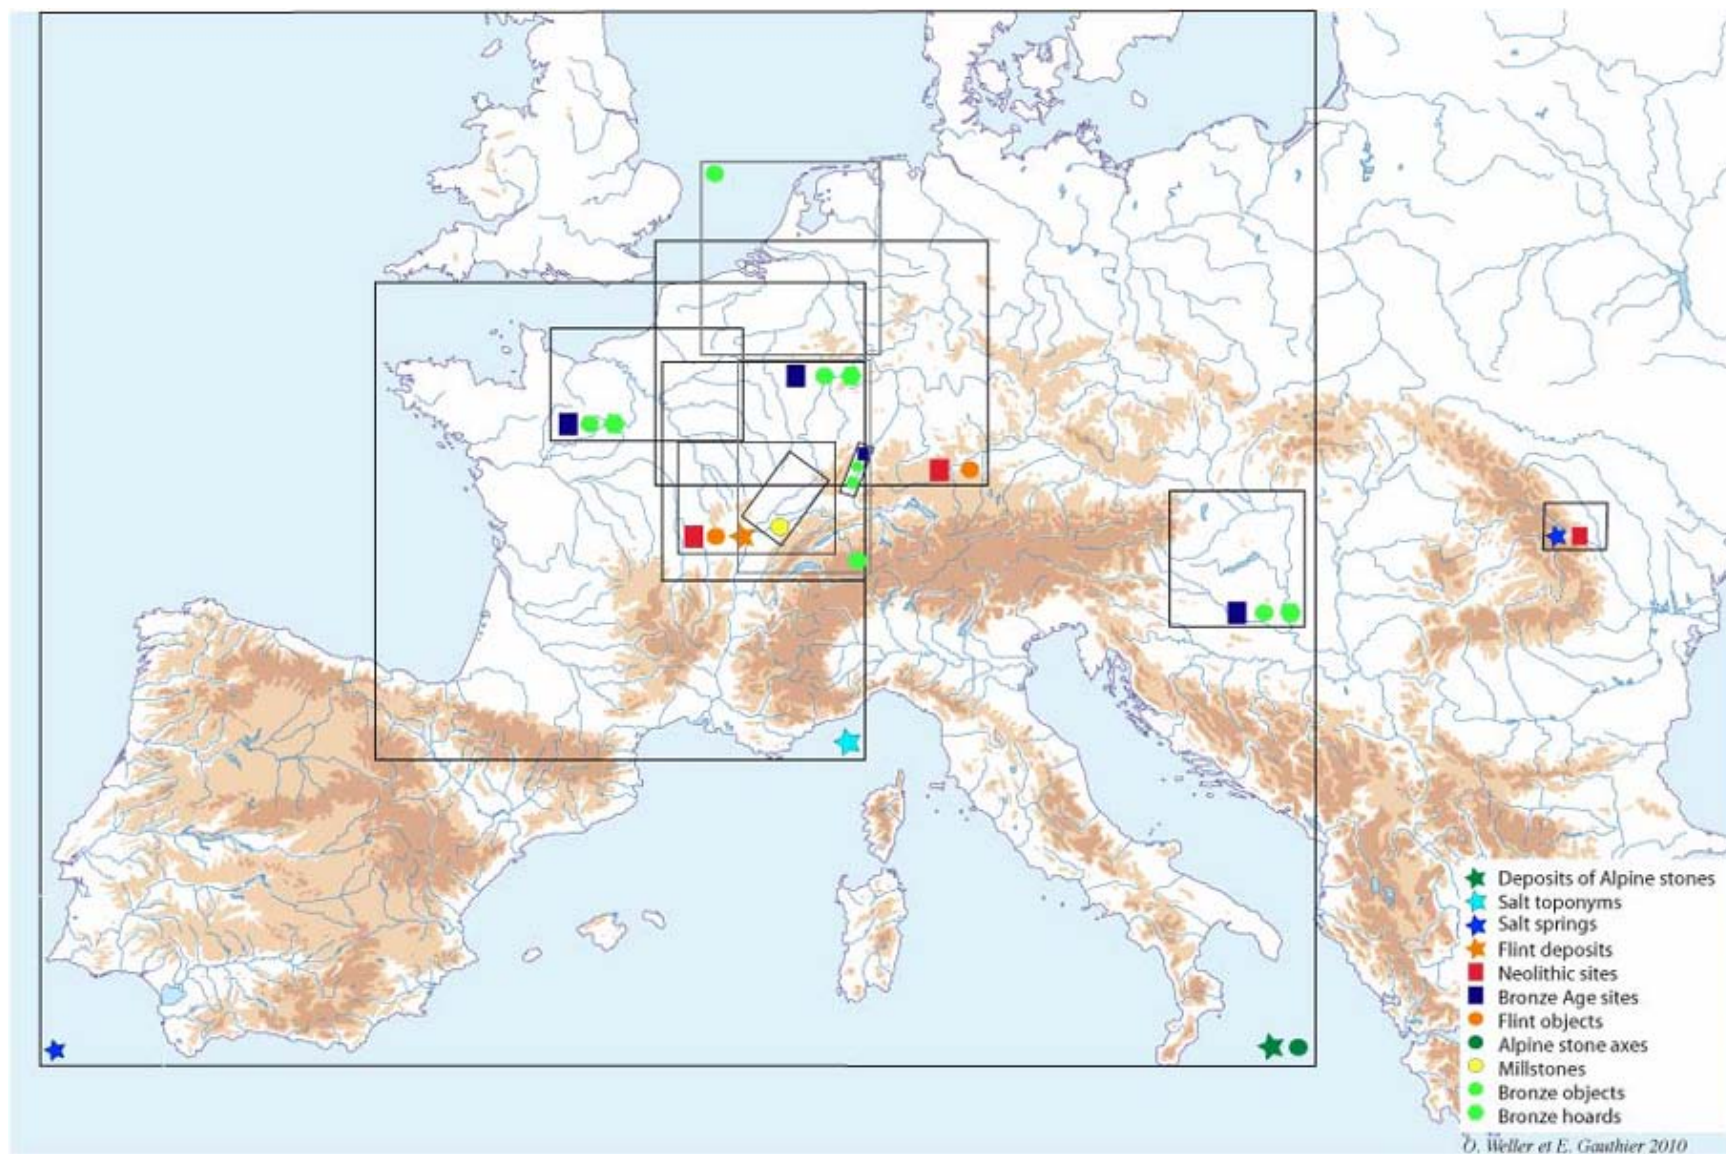 Deposits of Alpine stones
Salt toponyms
Salt springs
Flint deposits
Neolithic sites
Bronze Age sites
Flint objects
Alpine stone axes
Millstones
Bronze objects
Bronze hoards
O. Weller et E. Gauthier 2010